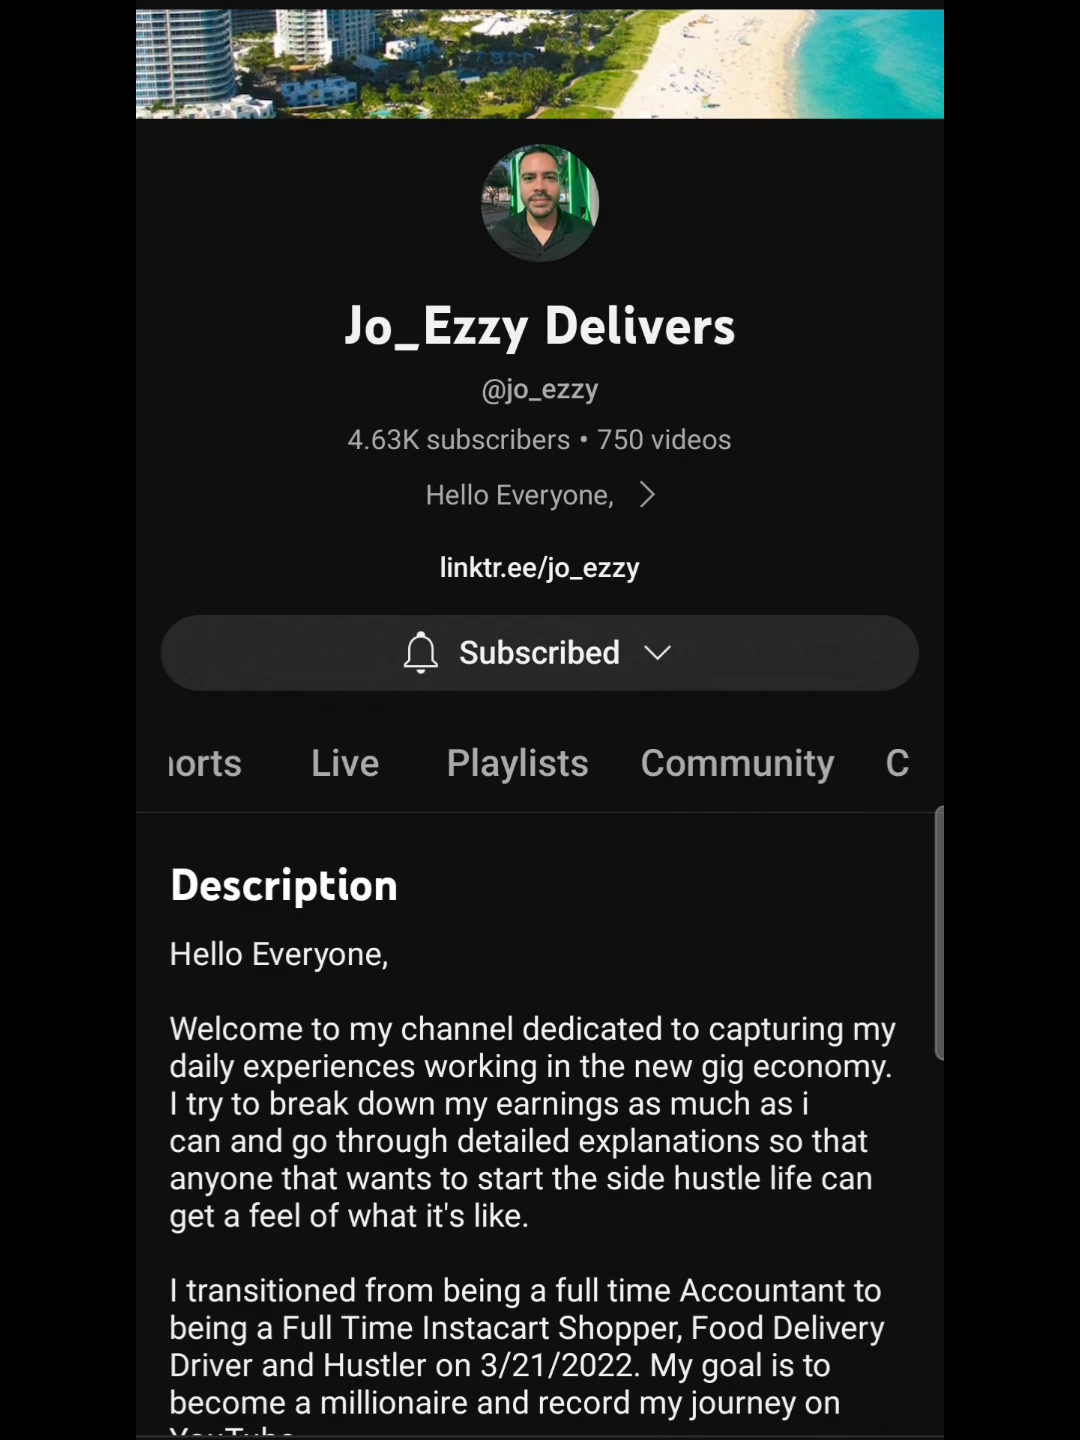 Jo_Ezzy Delivers
@jo_ezzy
4.63K subscribers • 750 videos
Hello Everyone,
linktr.ee/jo_ezzy
Subscribed
horts Live Playlists Community C
Description
Hello Everyone,
Welcome to my channel dedicated to capturing my
daily experiences working in the new gig economy.
I try to break down my earnings as much as i
can and go through detailed explanations so that
anyone that wants to start the side hustle life can
get a feel of what it's like.
I transitioned from being a full time Accountant to
being a Full Time Instacart Shopper, Food Delivery
Driver and Hustler on 3/21/2022. My goal is to
become a millionaire and record my journey on
YouTube